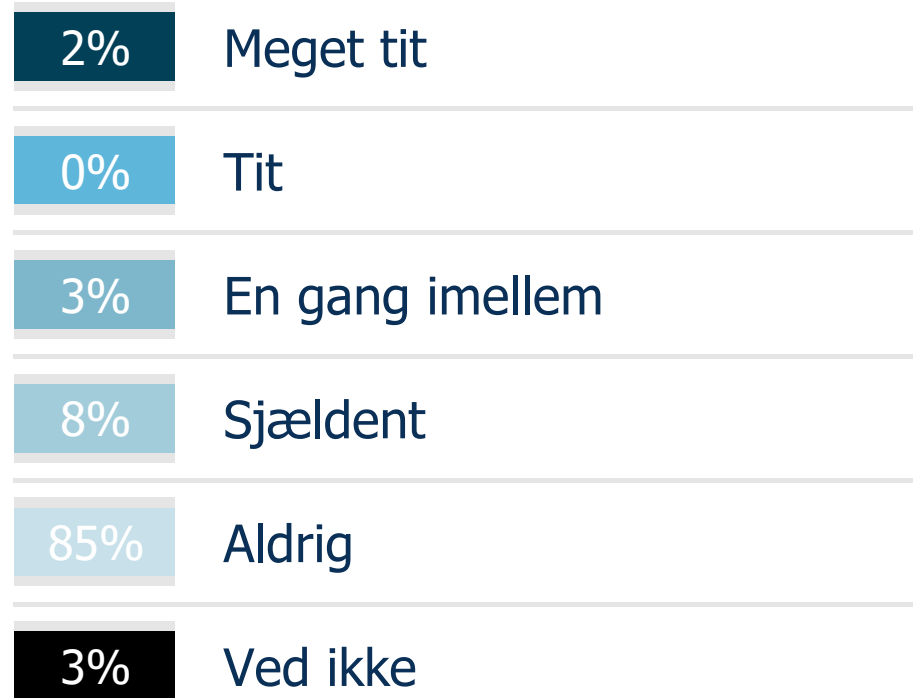 2% Meget tit
0% Tit
3% En gang imellem
8% Sjældent
85% Aldrig
3% Ved ikke